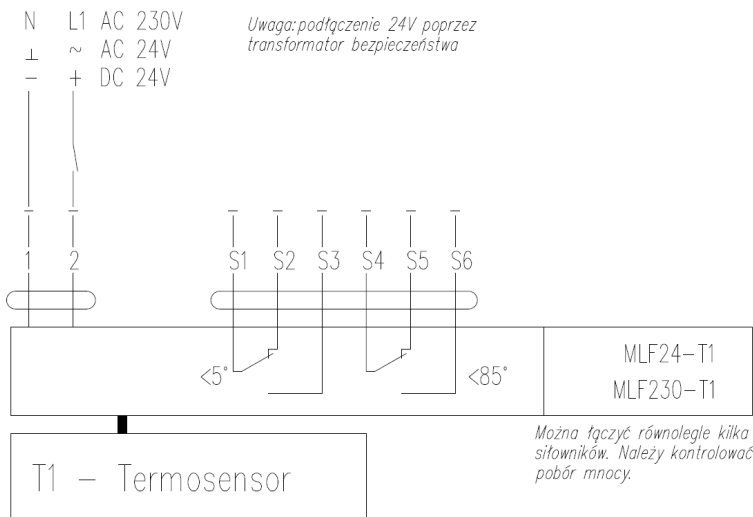 N L1 AC 230V
⊥ ~ AC 24V
− + DC 24V
Uwaga: podłączenie 24V poprzez
transformator bezpieczeństwa
1 2 S1 S2 S3 S4 S5 S6
<5° <85°
MLF24−T1
MLF230−T1
Można łączyć równolegle kilka
siłowników. Należy kontrolować
pobór mnocy.
T1 − Termosensor